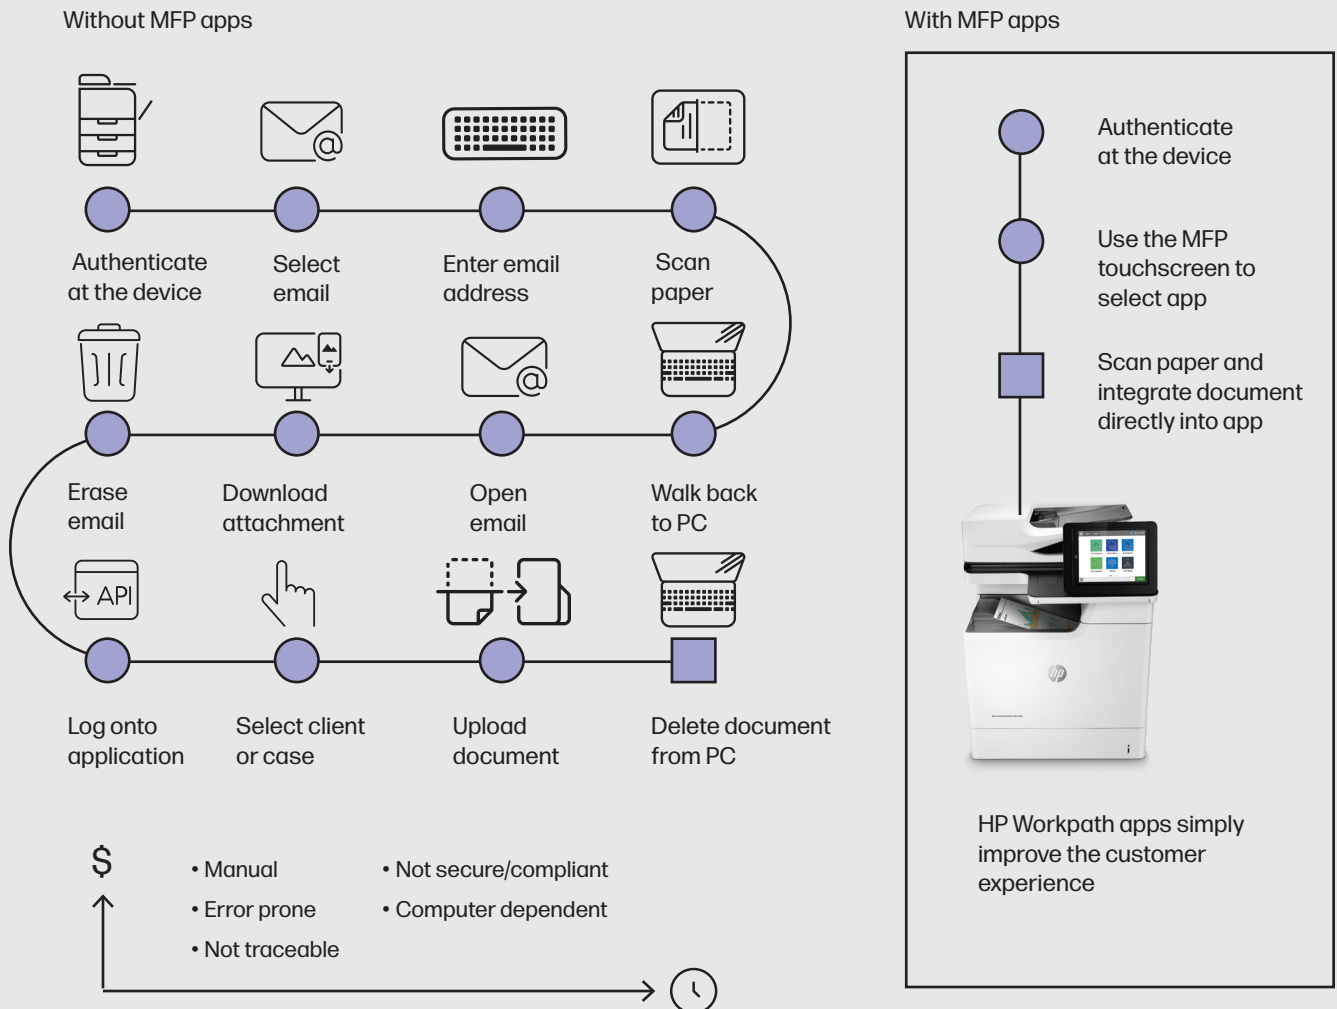 Without MFP apps
Authenticate
at the device
Select
email
Enter email
address
Scan
paper
Erase
email
Download
attachment
Open
email
Walk back
to PC
API
Log onto
application
Select client
or case
Upload
document
Delete document
from PC
$
• Manual
• Error prone
• Not traceable
• Not secure/compliant
• Computer dependent
With MFP apps
Authenticate
at the device
Use the MFP
touchscreen to
select app
Scan paper and
integrate document
directly into app
hp
HP Workpath apps simply
improve the customer
experience